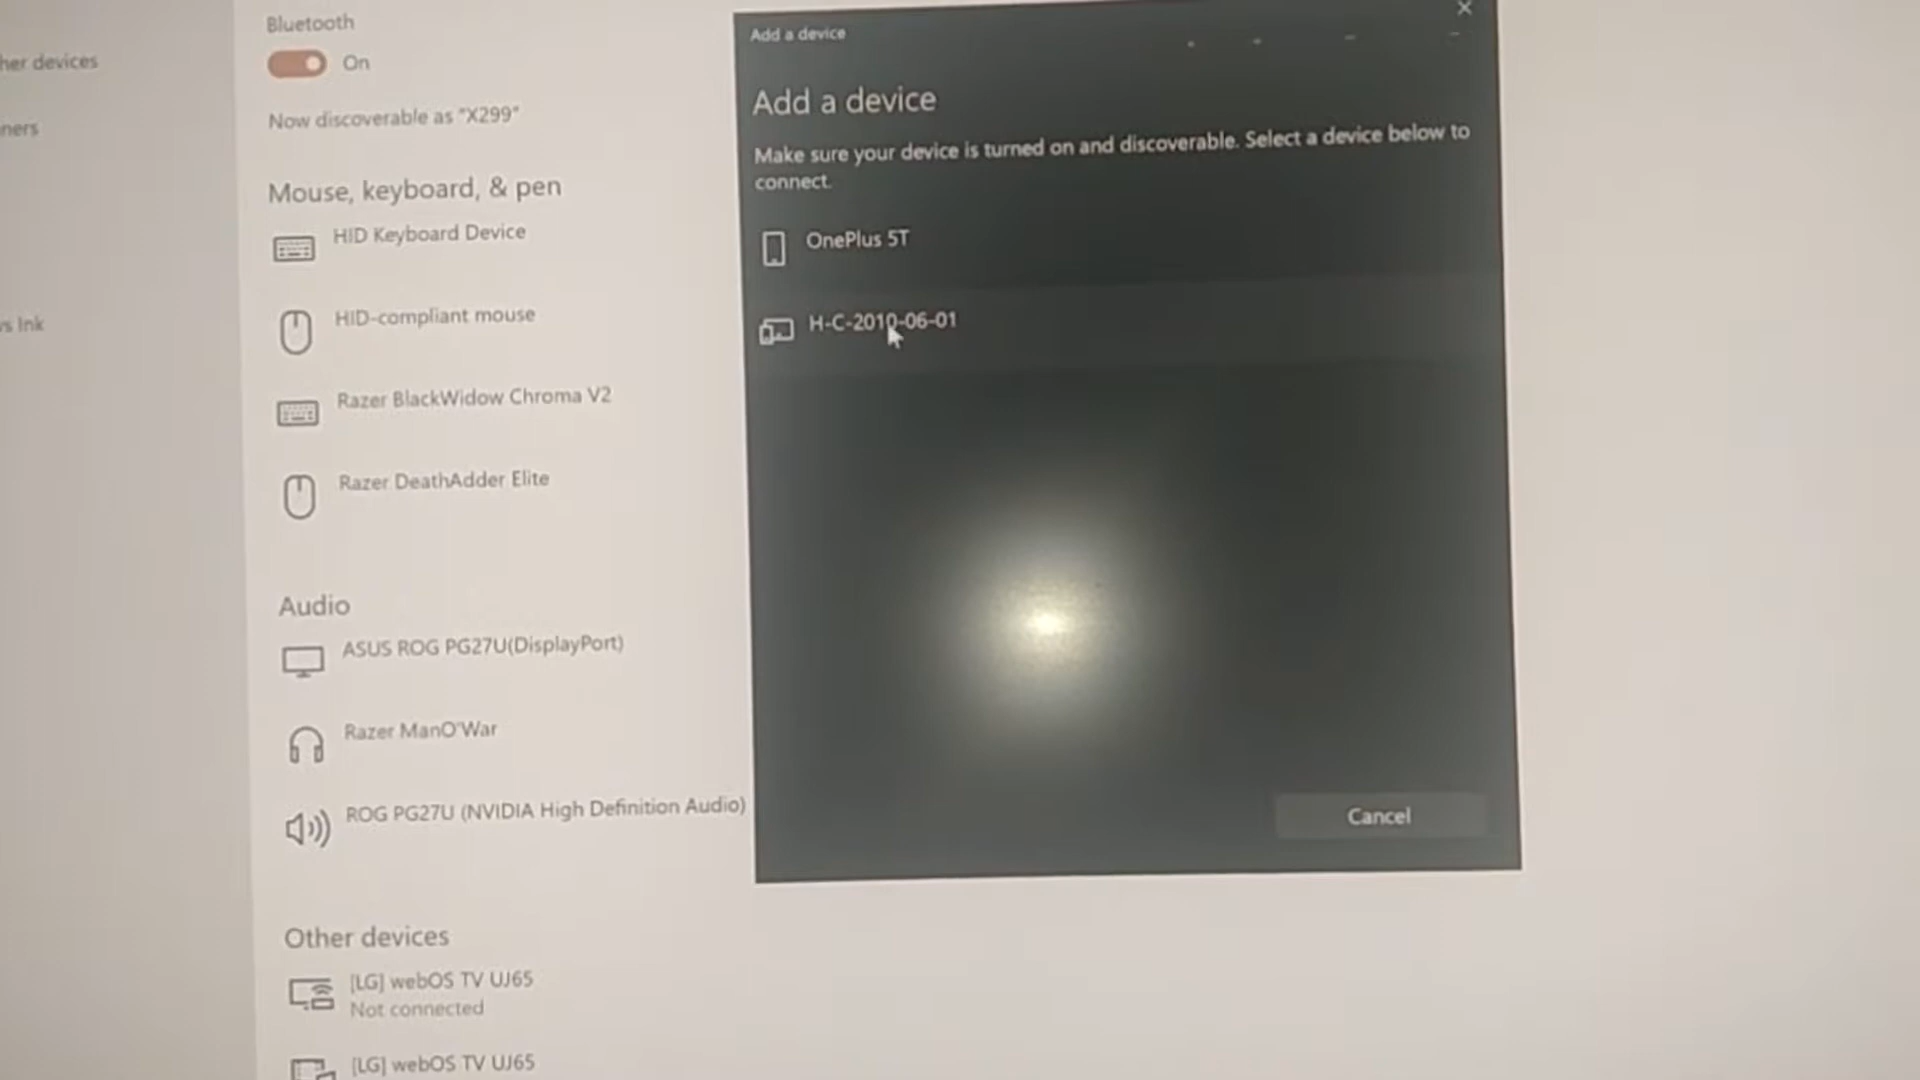 her devices
ners
s Ink
Bluetooth
On
Now discoverable as "X299"
Mouse, keyboard, & pen
HID Keyboard Device
HID-compliant mouse
Razer BlackWidow Chroma V2
Razer DeathAdder Elite
Audio
ASUS ROG PG27U(DisplayPort)
Razer ManO'War
ROG PG27U (NVIDIA High Definition Audio)
Other devices
[LG] webOS TV UJ65
Not connected
[LG] webOS TV UJ65
Add a device
Add a device
Make sure your device is turned on and discoverable. Select a device below to
connect.
OnePlus 5T
H-C-2010-06-01
Cancel